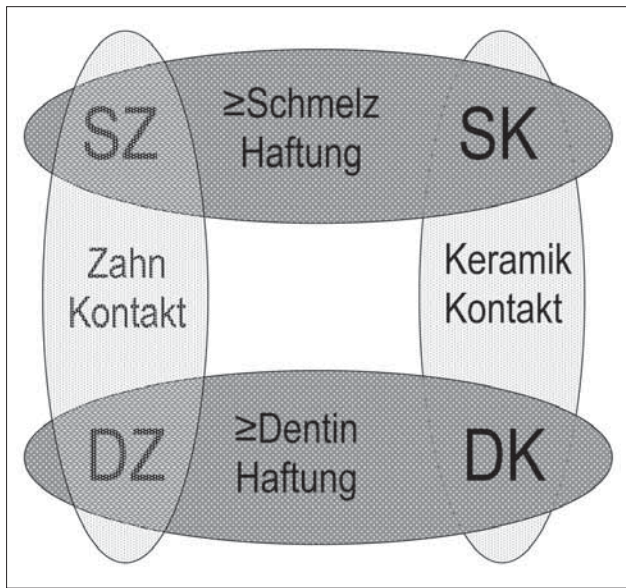 SZ
≥Schmelz
Haftung
SK
Zahn
Kontakt
Keramik
Kontakt
DZ
≥Dentin
Haftung
DK